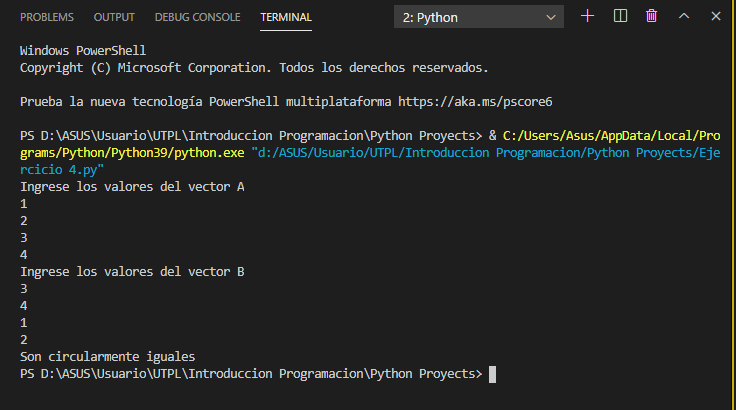 PROBLEMS OUTPUT DEBUG CONSOLE TERMINAL 2: Python
Windows PowerShell
Copyright (C) Microsoft Corporation. Todos los derechos reservados.
Prueba la nueva tecnología PowerShell multiplataforma https://aka.ms/pscore6
PS D:\ASUS\Usuario\UTPL\Introduccion Programacion\Python Proyects> & C:/Users/Asus/AppData/Local/Pro
grams/Python/Python39/python.exe "d:/ASUS/Usuario/UTPL/Introduccion Programacion/Python Proyects/Eje
rcicio 4.py"
Ingrese los valores del vector A
1
2
3
4
Ingrese los valores del vector B
3
4
1
2
Son circularmente iguales
PS D:\ASUS\Usuario\UTPL\Introduccion Programacion\Python Proyects>